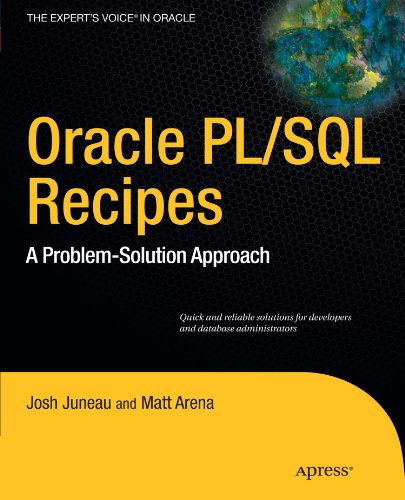 THE EXPERT'S VOICE® IN ORACLE
Oracle PL/SQL
Recipes
A Problem-Solution Approach
Quick and reliable solutions for developers
and database administrators
Josh Juneau and Matt Arena
Apress®